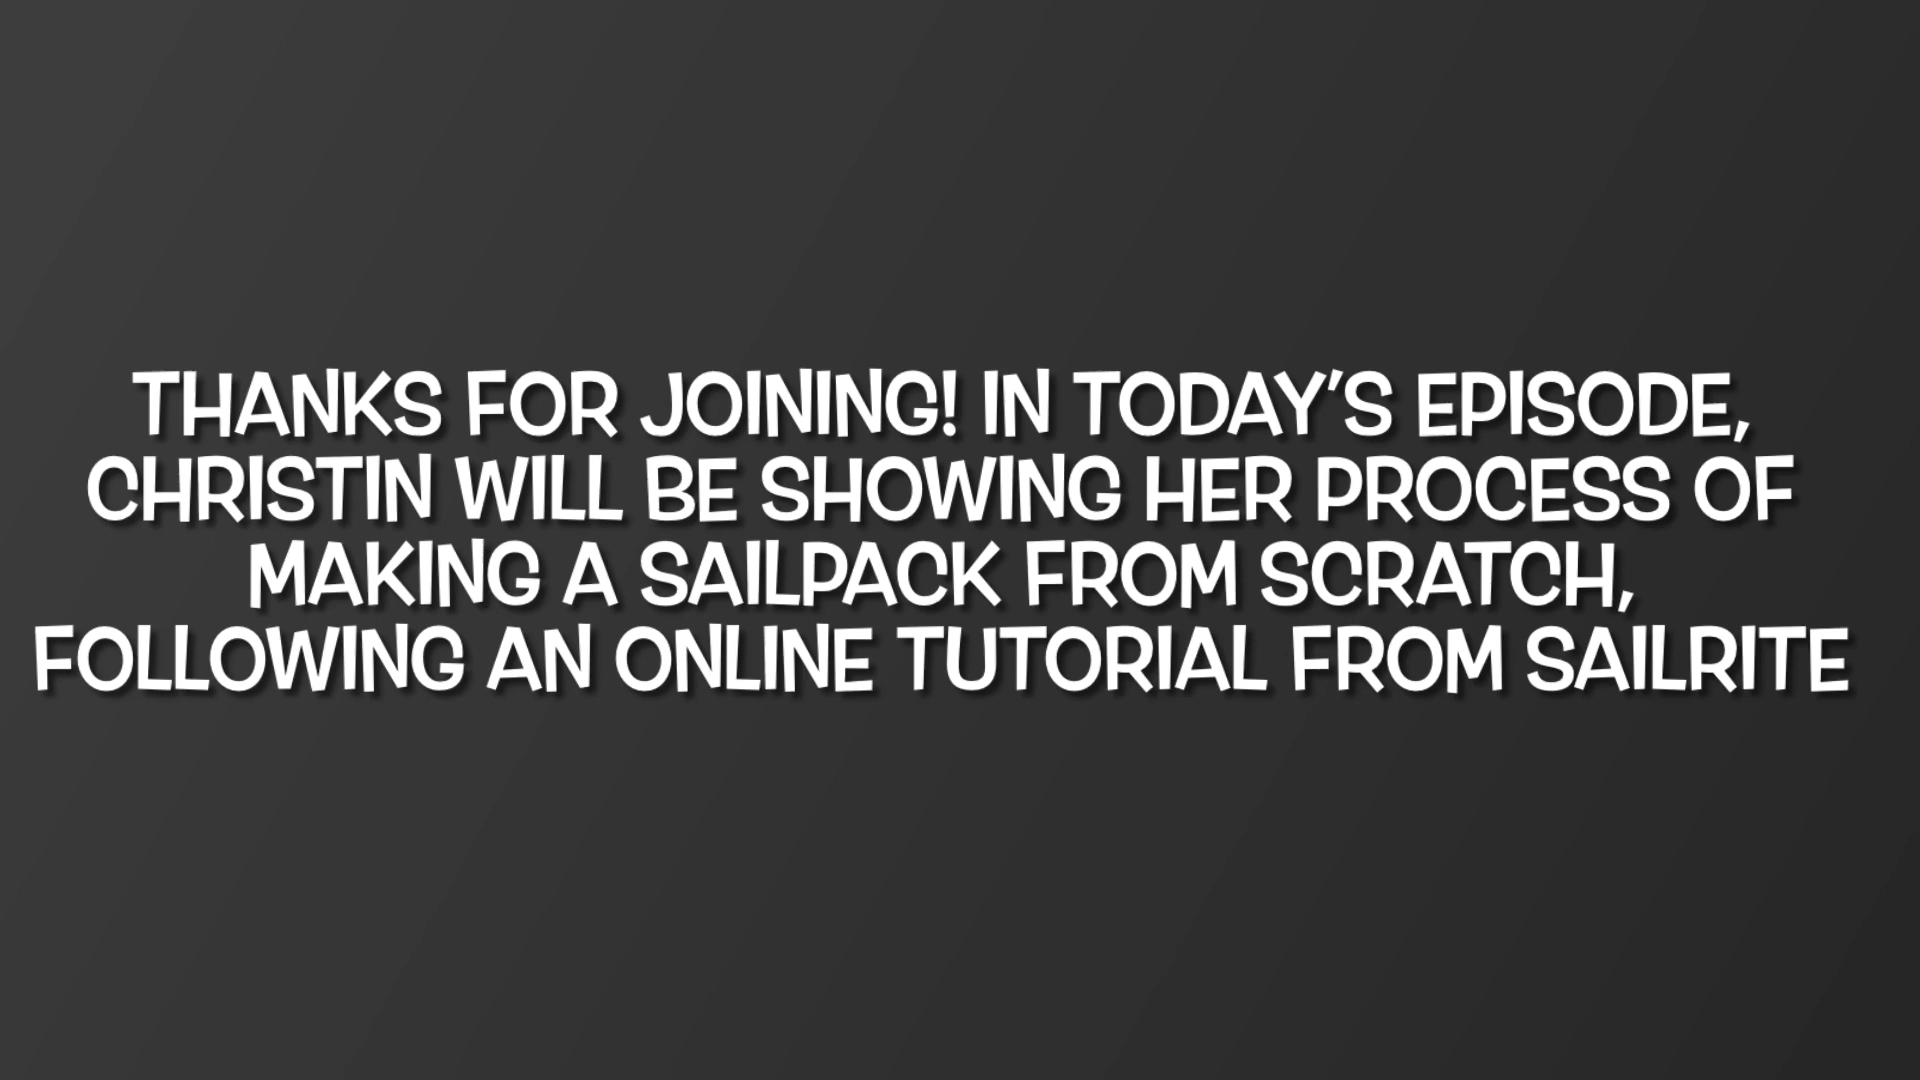 THANKS FOR JOINING! IN TODAY'S EPISODE,
CHRISTIN WILL BE SHOWING HER PROCESS OF
MAKING A SAILPACK FROM SCRATCH,
FOLLOWING AN ONLINE TUTORIAL FROM SAILRITE